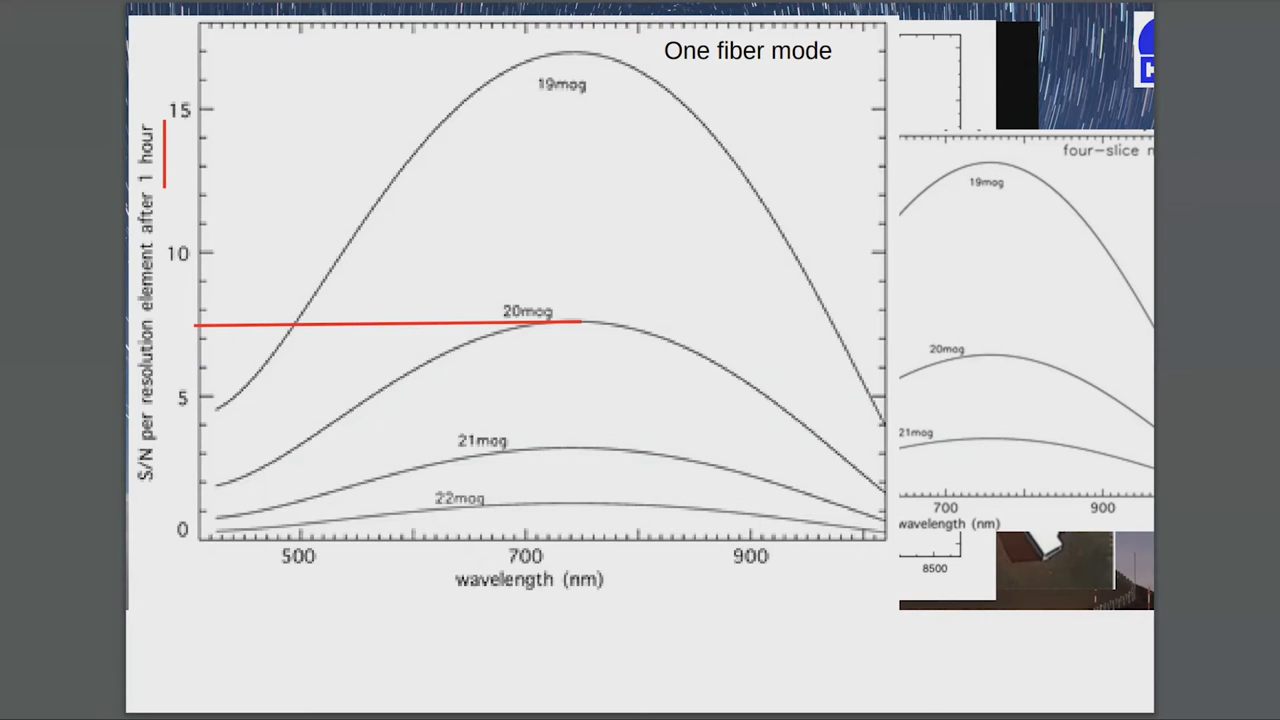 One fiber mode
19mag
20mag
21mag
22mag
15
10
5
0
S/N per resolution element after 1 hour
500 700 900
wavelength (nm)
four-slice
19mag
20mag
21mag
700 900
wavelength (nm)
8500